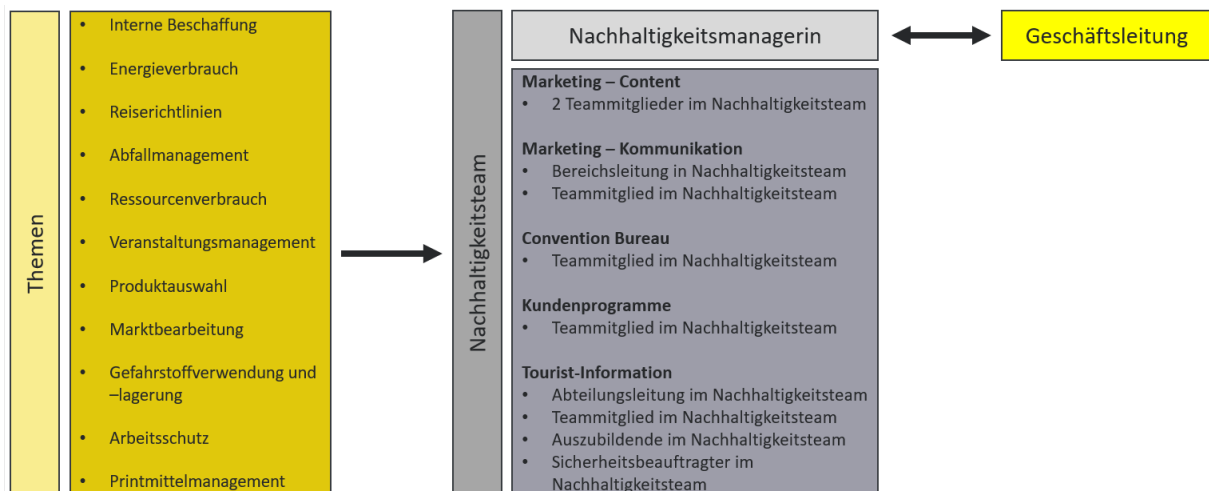 Themen
• Interne Beschaffung
• Energieverbrauch
• Reiserichtlinien
• Abfallmanagement
• Ressourcenverbrauch
• Veranstaltungsmanagement
• Produktauswahl
• Marktbearbeitung
• Gefahrstoffverwendung und
–lagerung
• Arbeitsschutz
• Printmittelmanagement
Nachhaltigkeitsteam
Nachhaltigkeitsmanagerin
Geschäftsleitung
Marketing – Content
• 2 Teammitglieder im Nachhaltigkeitsteam
Marketing – Kommunikation
• Bereichsleitung in Nachhaltigkeitsteam
• Teammitglied im Nachhaltigkeitsteam
Convention Bureau
• Teammitglied im Nachhaltigkeitsteam
Kundenprogramme
• Teammitglied im Nachhaltigkeitsteam
Tourist-Information
• Abteilungsleitung im Nachhaltigkeitsteam
• Teammitglied im Nachhaltigkeitsteam
• Auszubildende im Nachhaltigkeitsteam
• Sicherheitsbeauftragter im
Nachhaltigkeitsteam